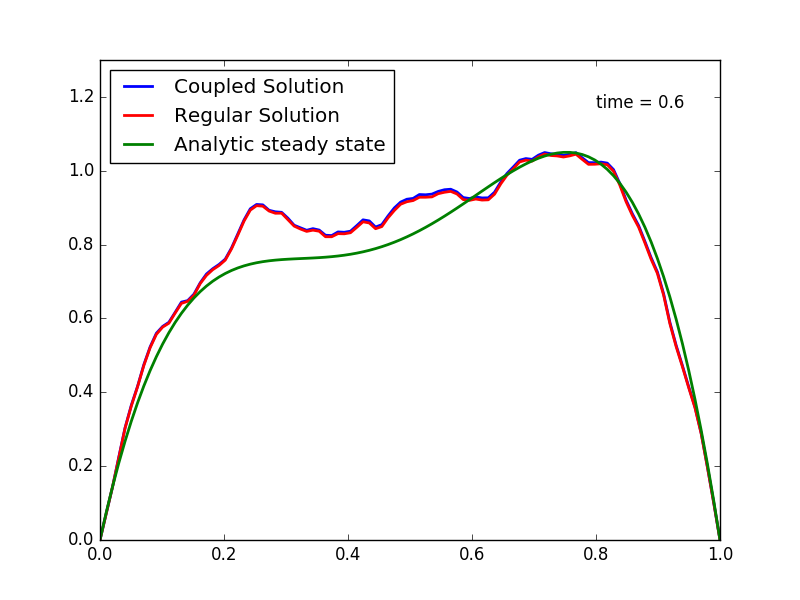 Coupled Solution
Regular Solution
Analytic steady state
time = 0.6
1.2
1.0
0.8
0.6
0.4
0.2
0.0
0.0 0.2 0.4 0.6 0.8 1.0